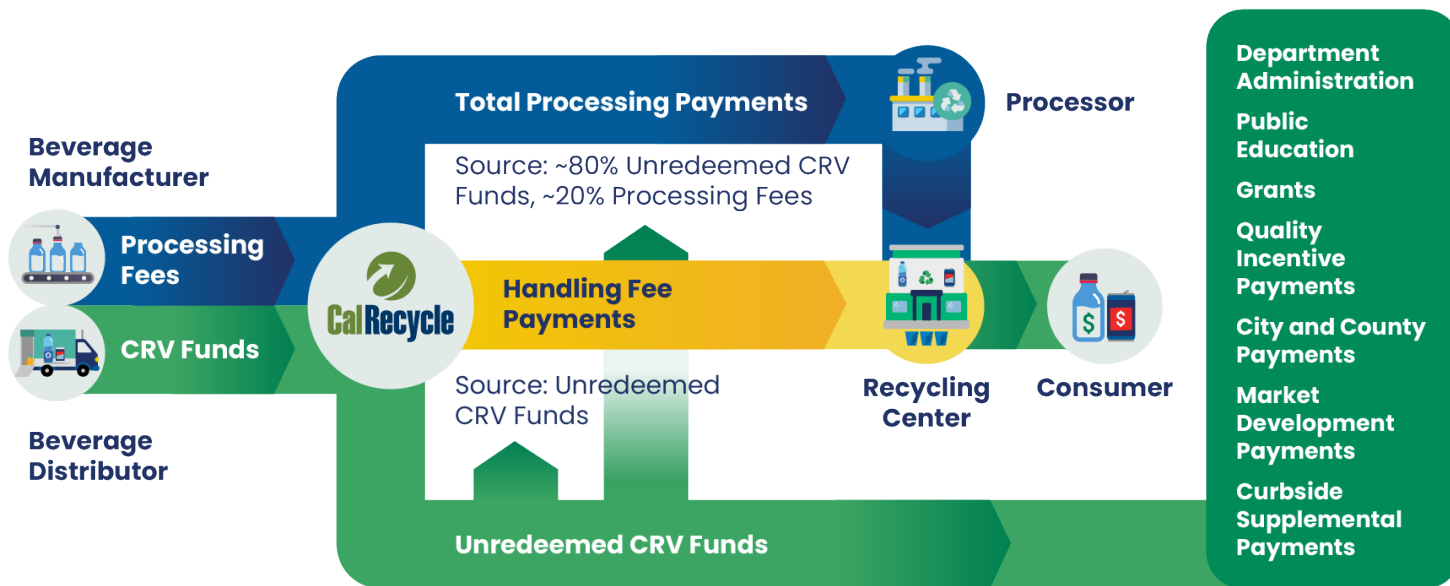 Beverage
Manufacturer
Processing
Fees
CRV Funds
Beverage
Distributor
CalRecycle
Total Processing Payments
Source: ~80% Unredeemed CRV
Funds, ~20% Processing Fees
Handling Fee
Payments
Source: Unredeemed
CRV Funds
Unredeemed CRV Funds
Processor
Recycling
Center
$
$
Consumer
Department
Administration
Public
Education
Grants
Quality
Incentive
Payments
City and County
Payments
Market
Development
Payments
Curbside
Supplemental
Payments